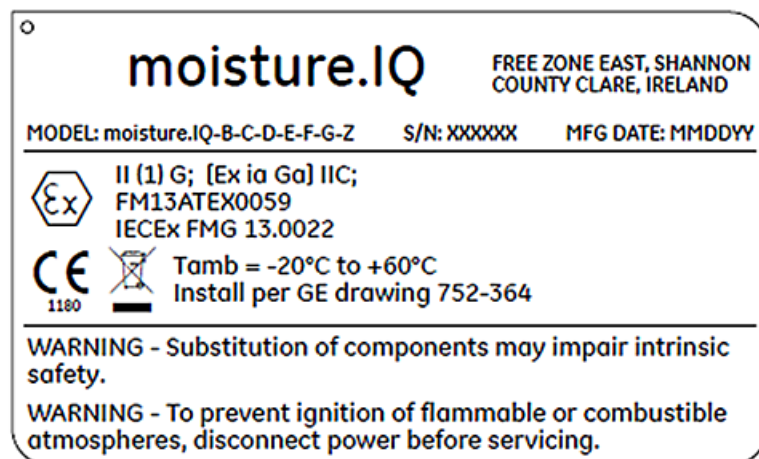 moisture.IQ
FREE ZONE EAST, SHANNON
COUNTY CLARE, IRELAND
MODEL: moisture.IQ-B-C-D-E-F-G-Z S/N: XXXXXX MFG DATE: MMDDYY
Ex
II (1) G; [Ex ia Ga] IIC;
FM13ATEX0059
IECEx FMG 13.0022
CE
1180
Tamb = -20°C to +60°C
Install per GE drawing 752-364
WARNING - Substitution of components may impair intrinsic
safety.
WARNING - To prevent ignition of flammable or combustible
atmospheres, disconnect power before servicing.